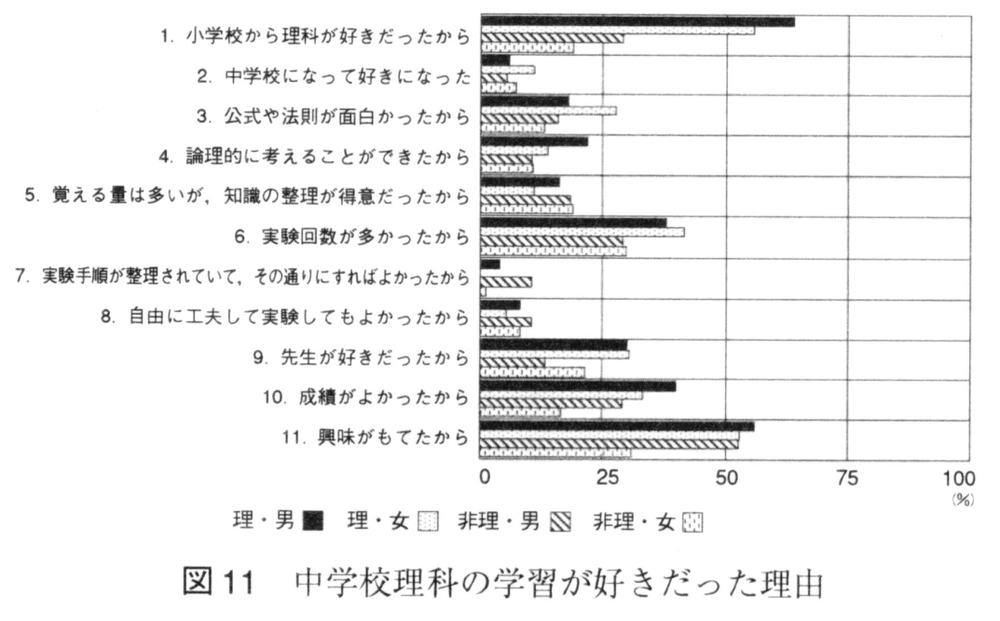 1. 小学校から理科が好きだったから
2. 中学校になって好きになった
3. 公式や法則が面白かったから
4. 論理的に考えることができたから
5. 覚える量は多いが,知識の整理が得意だったから
6. 実験回数が多かったから
7. 実験手順が整理されていて,その通りにすればよかったから
8. 自由に工夫して実験してもよかったから
9. 先生が好きだったから
10. 成績がよかったから
11. 興味がもてたから
0 25 50 75 100
(%)
理・男 理・女 非理・男 非理・女
図11 中学校理科の学習が好きだった理由